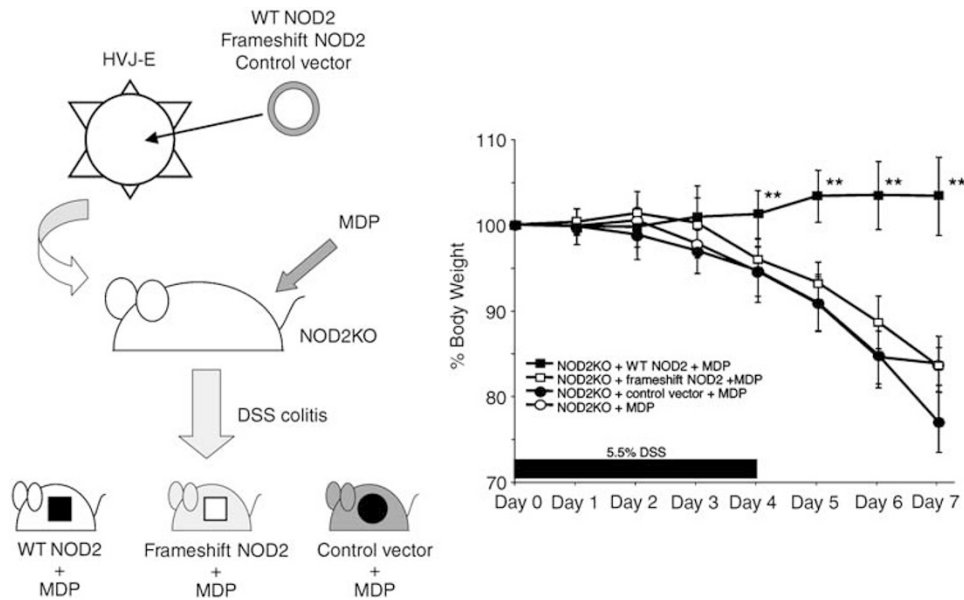 WT NOD2
Frameshift NOD2
Control vector
HVJ-E
MDP
NOD2KO
DSS colitis
WT NOD2
+
MDP
Frameshift NOD2
+
MDP
Control vector
+
MDP
110
100
90
80
70
% Body Weight
**
**
**
**
NOD2KO + WT NOD2 + MDP
NOD2KO + frameshift NOD2 +MDP
NOD2KO + control vector + MDP
NOD2KO + MDP
5.5% DSS
Day 0 Day 1 Day 2 Day 3 Day 4 Day 5 Day 6 Day 7